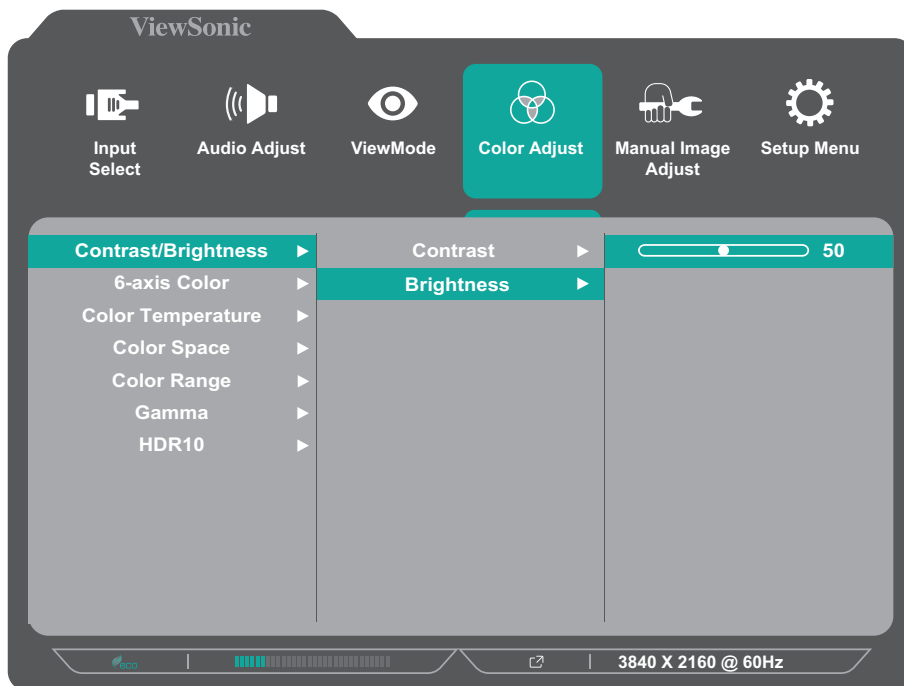 ViewSonic
Input Select
Audio Adjust
ViewMode
Color Adjust
Manual Image Adjust
Setup Menu
Contrast/Brightness
Contrast
50
6-axis Color
Brightness
Color Temperature
Color Space
Color Range
Gamma
HDR10
eco
3840 X 2160 @ 60Hz